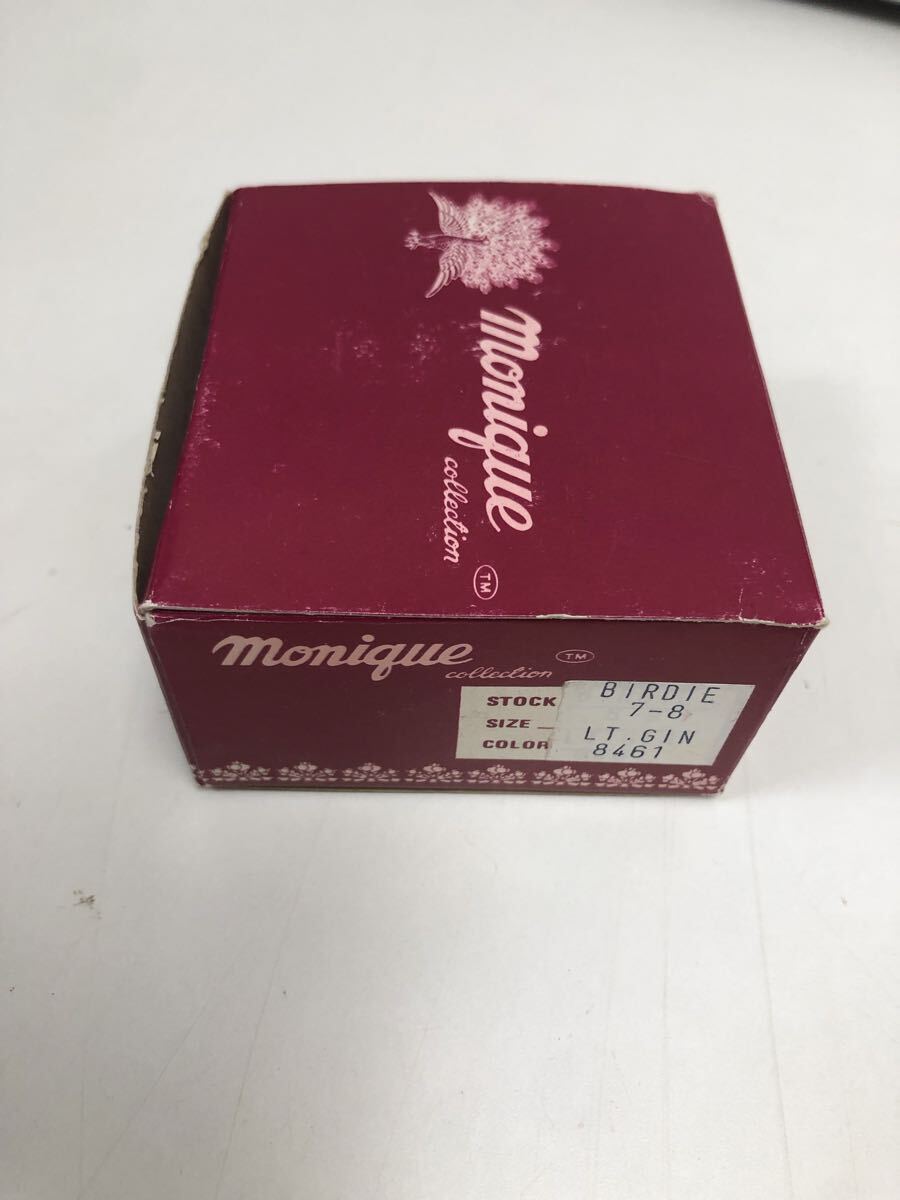 Monique
collection TM
monique
collection TM
STOCK
SIZE
COLOR
BIRDIE
7-8
LT.GIN
8461